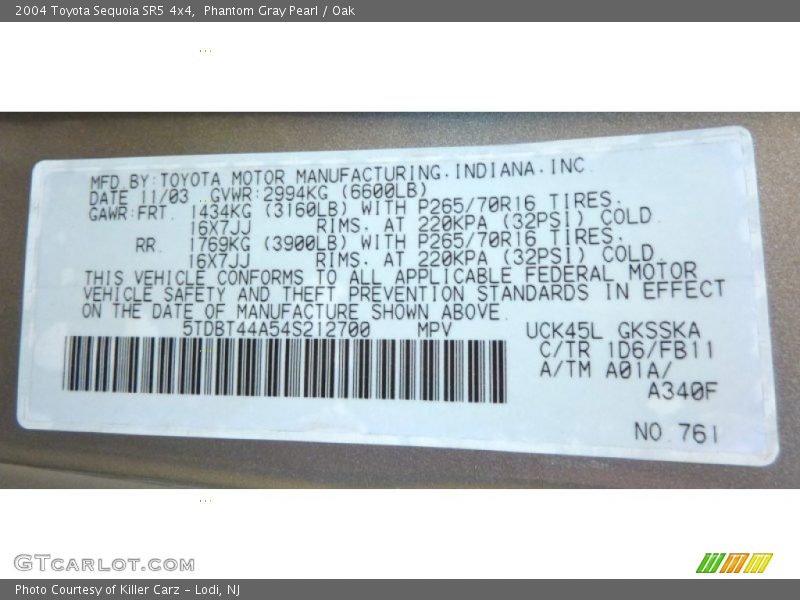 2004 Toyota Sequoia SR5 4x4,  Phantom Gray Pearl / Oak
MFD.BY:TOYOTA MOTOR MANUFACTURING.INDIANA.INC.
DATE 11/03  GVWR:2994KG (6600LB)
GAWR:FRT. 1434KG (3160LB) WITH P265/70R16 TIRES.
16X7JJ RIMS. AT 220KPA (32PSI) COLD.
RR. 1769KG (3900LB) WITH P265/70R16 TIRES.
16X7JJ RIMS. AT 220KPA (32PSI) COLD.
THIS VEHICLE CONFORMS TO ALL APPLICABLE FEDERAL MOTOR
VEHICLE SAFETY AND THEFT PREVENTION STANDARDS IN EFFECT
ON THE DATE OF MANUFACTURE SHOWN ABOVE.
5TDBT44A54S212700 MPV UCK45L GKSSKA
C/TR 1D6/FB11
A/TM A01A/
A340F
NO.761
GTCARLOT.COM
Photo Courtesy of Killer Carz - Lodi, NJ